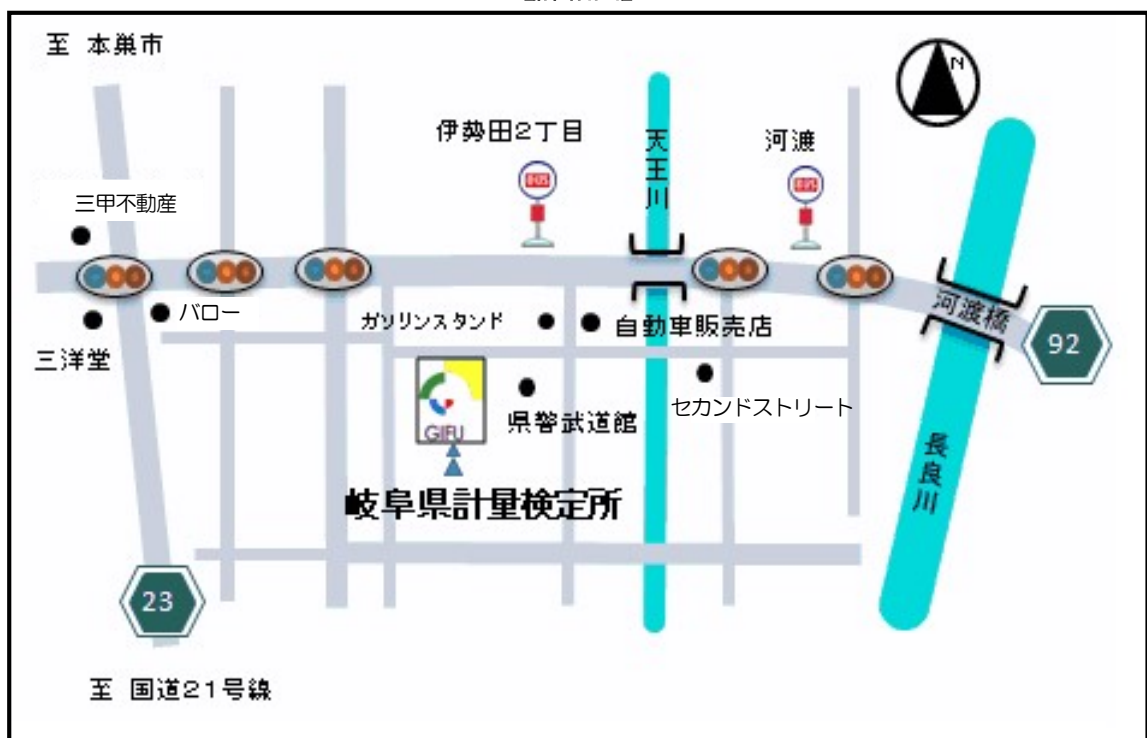 至 本巣市
N
伊勢田2丁目
天王川
河渡
三甲不動産
BUS
BUS
バロー
ガソリンスタンド
自動車販売店
河渡橋
92
三洋堂
GIFU
県警武道館
セカンドストリート
長良川
岐阜県計量検定所
23
至 国道21号線